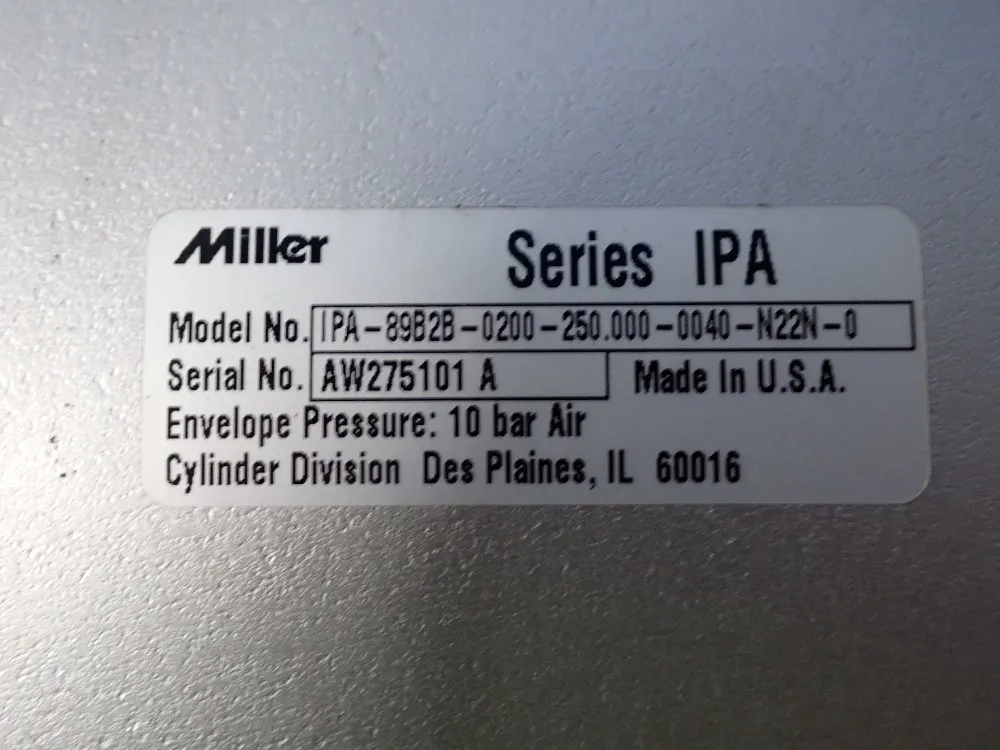 Miller Series IPA
Model No. IPA-89B2B-0200-250.000-0040-N22N-0
Serial No. AW275101 A Made In U.S.A.
Envelope Pressure: 10 bar Air
Cylinder Division Des Plaines, IL 60016